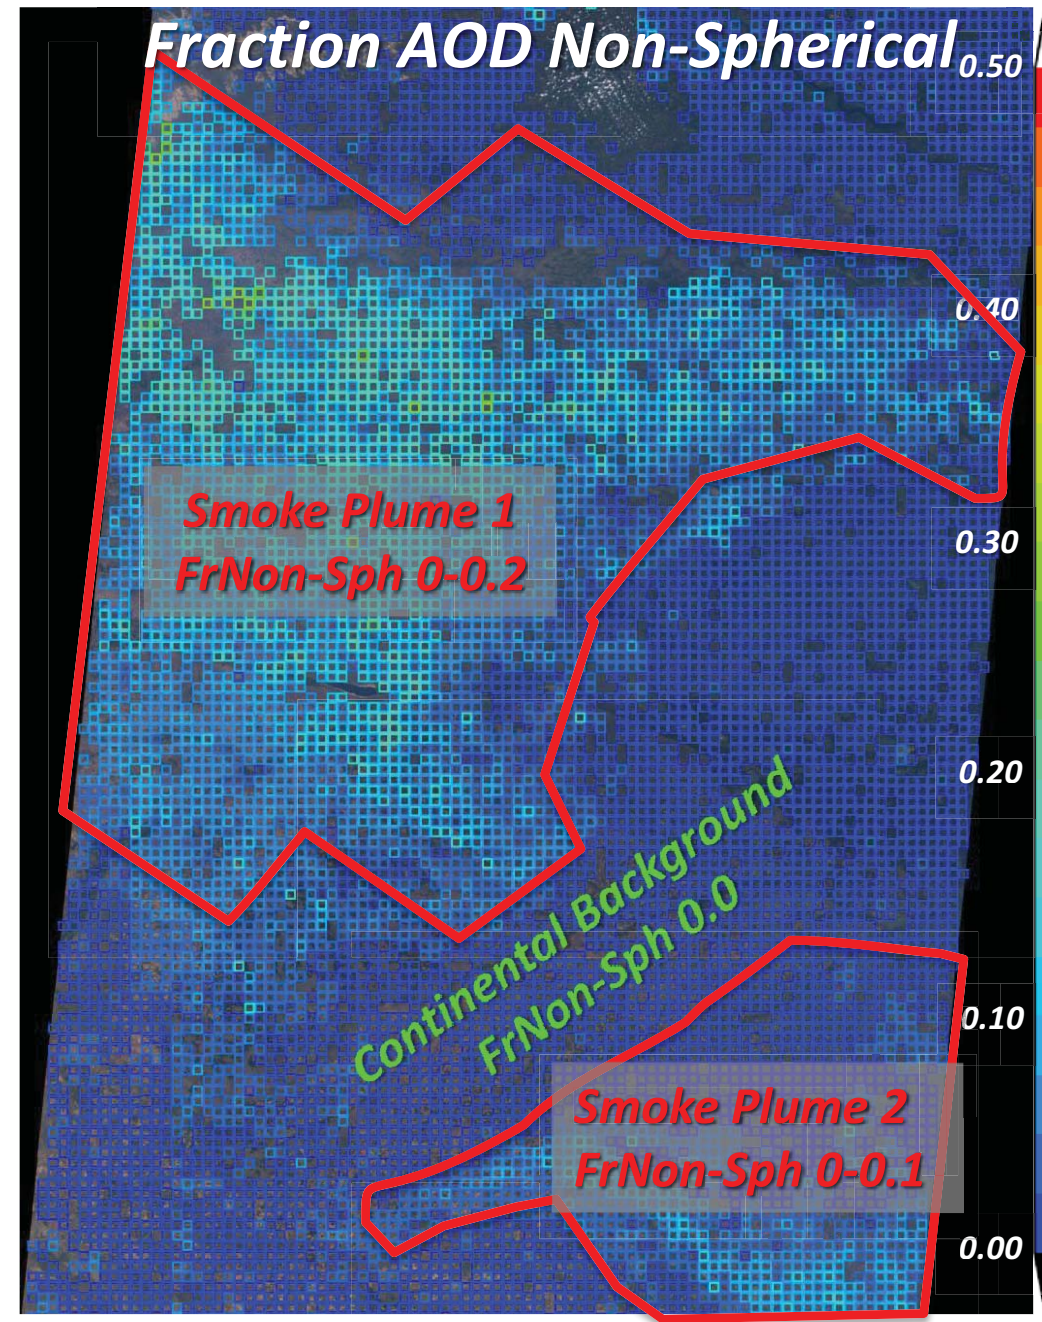 Fraction AOD Non-Spherical
0.50
0.40
Smoke Plume 1
FrNon-Sph 0-0.2
0.30
0.20
Continental Background
FrNon-Sph 0.0
0.10
Smoke Plume 2
FrNon-Sph 0-0.1
0.00